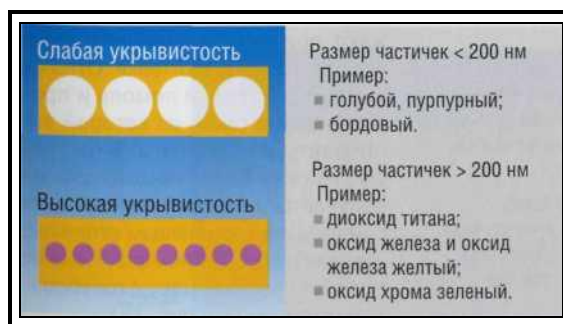 Слабая укрывистость
Размер частичек < 200 нм
Пример:
▪ голубой, пурпурный;
▪ бордовый.
Высокая укрывистость
Размер частичек > 200 нм
Пример:
▪ диоксид титана;
▪ оксид железа и оксид
железа желтый;
▪ оксид хрома зеленый.